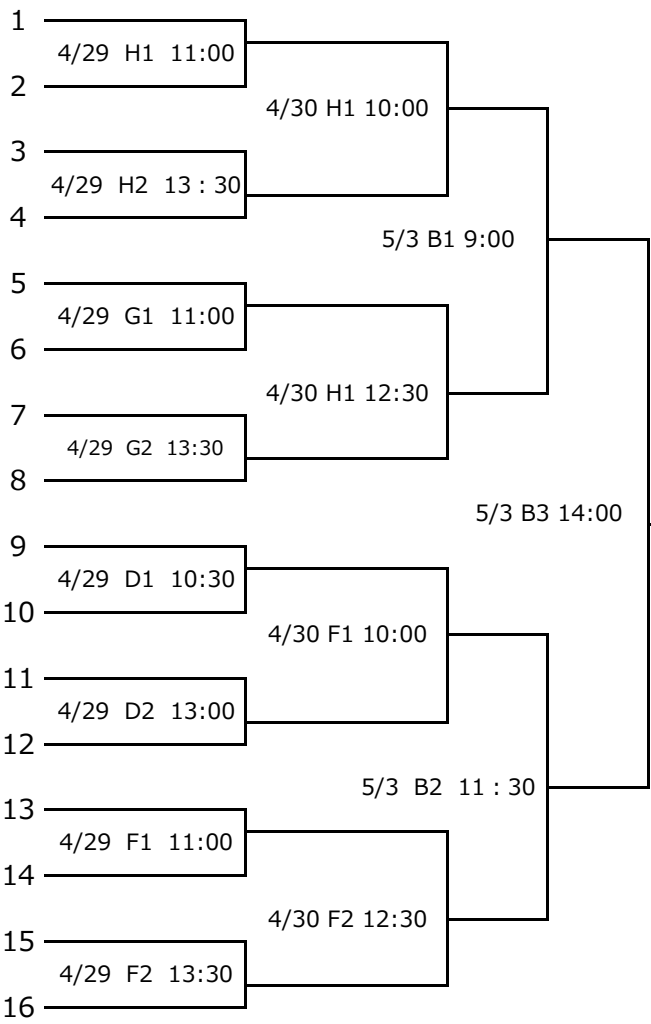 1
4/29 H1 11:00
2
4/30 H1 10:00
3
4/29 H2 13 : 30
4
5/3 B1 9:00
5
4/29 G1 11:00
6
4/30 H1 12:30
7
4/29 G2 13:30
8
5/3 B3 14:00
9
4/29 D1 10:30
10
4/30 F1 10:00
11
4/29 D2 13:00
12
5/3 B2 11 : 30
13
4/29 F1 11:00
14
4/30 F2 12:30
15
4/29 F2 13:30
16